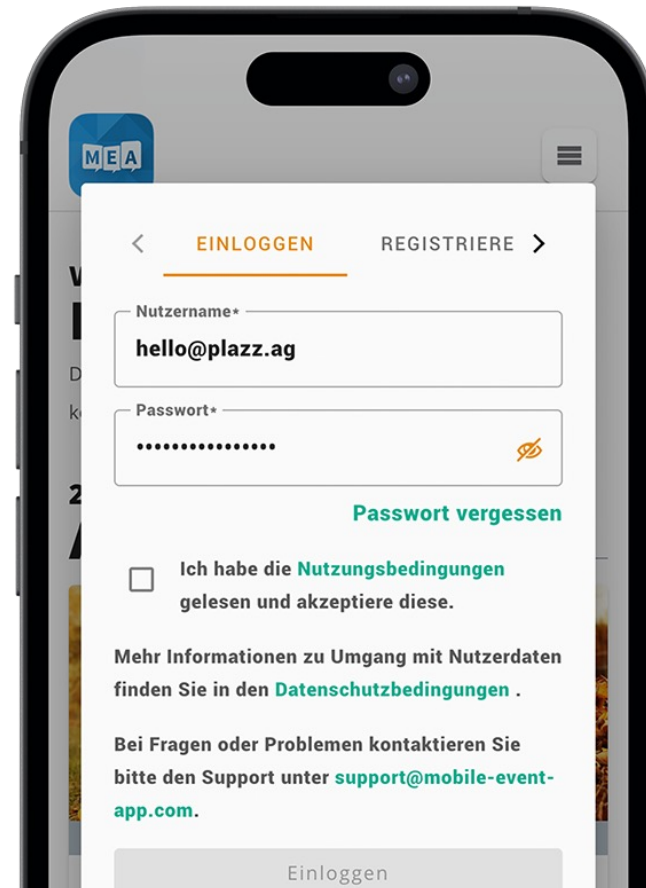 MEA
EINLOGGEN
REGISTRIERE
Nutzername*
hello@plazz.ag
Passwort*
••••••••••••••••
Passwort vergessen
Ich habe die Nutzungsbedingungen
gelesen und akzeptiere diese.
Mehr Informationen zu Umgang mit Nutzerdaten
finden Sie in den Datenschutzbedingungen .
Bei Fragen oder Problemen kontaktieren Sie
bitte den Support unter support@mobile-event-
app.com.
Einloggen